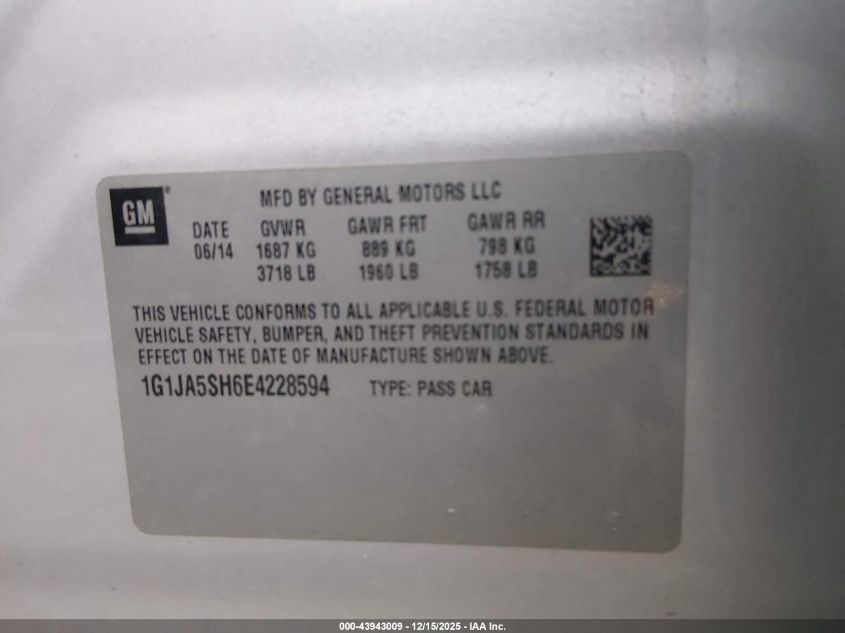 GM ®
MFD BY GENERAL MOTORS LLC
DATE GVWR GAWR FRT GAWR RR
06/14 1687 KG 889 KG 798 KG
3718 LB 1960 LB 1758 LB
THIS VEHICLE CONFORMS TO ALL APPLICABLE U.S. FEDERAL MOTOR
VEHICLE SAFETY, BUMPER, AND THEFT PREVENTION STANDARDS IN
EFFECT ON THE DATE OF MANUFACTURE SHOWN ABOVE.
1G1JA5SH6E4228594 TYPE: PASS CAR
000-43943009 - 12/15/2025 - IAA Inc.